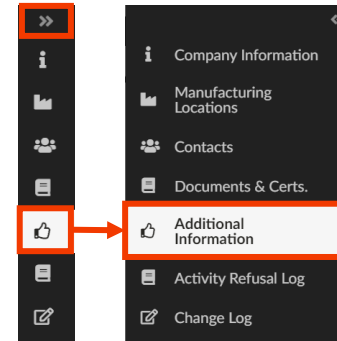 Company Information
Manufacturing
Locations
Contacts
Documents & Certs.
Additional
Information
Activity Refusal Log
Change Log